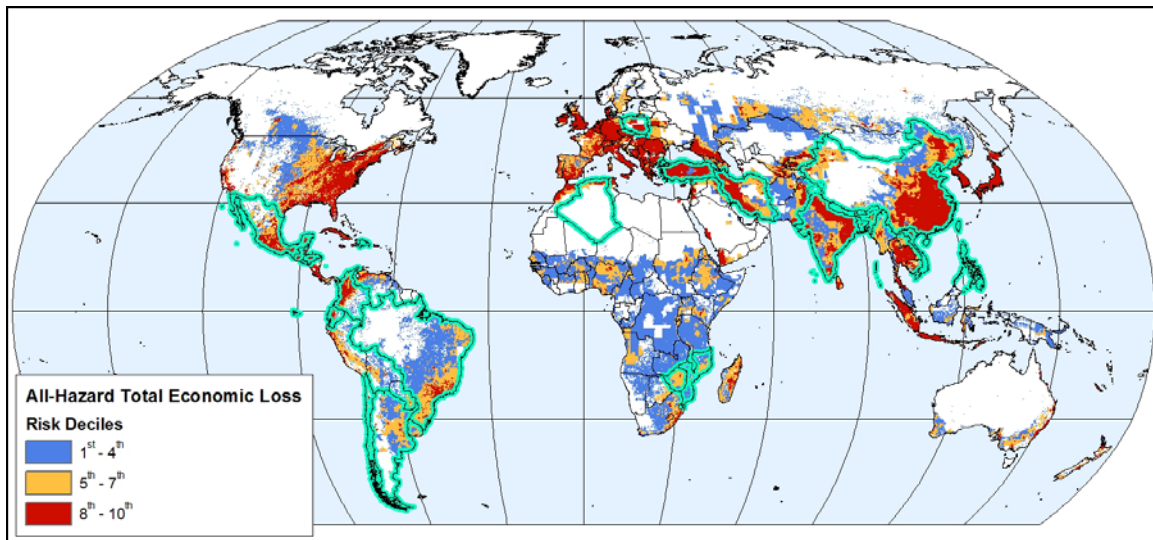 All-Hazard Total Economic Loss
Risk Deciles
1st - 4th
5th - 7th
8th - 10th